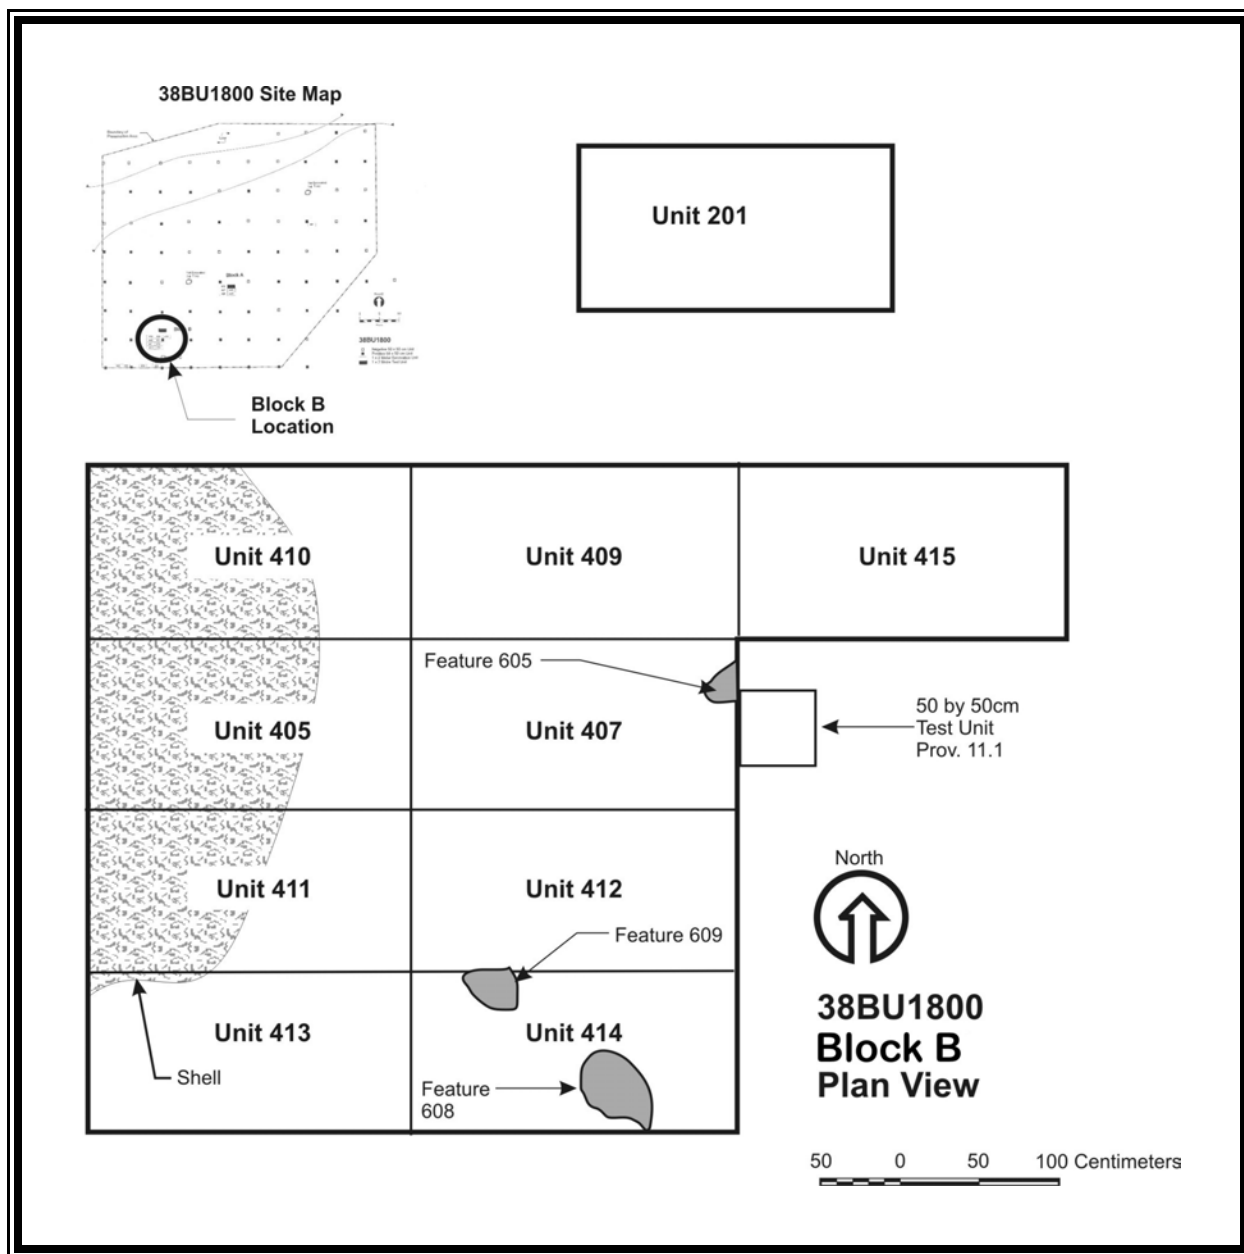 38BU1800 Site Map
Block A
38BU1800
Block B
Location
Unit 201
Unit 410
Unit 409
Unit 415
Feature 605
Unit 405
Unit 407
50 by 50cm
Test Unit
Prov. 11.1
Unit 411
Unit 412
North
Feature 609
Unit 413
Unit 414
Shell
Feature
608
38BU1800
Block B
Plan View
50 0 50 100 Centimeters